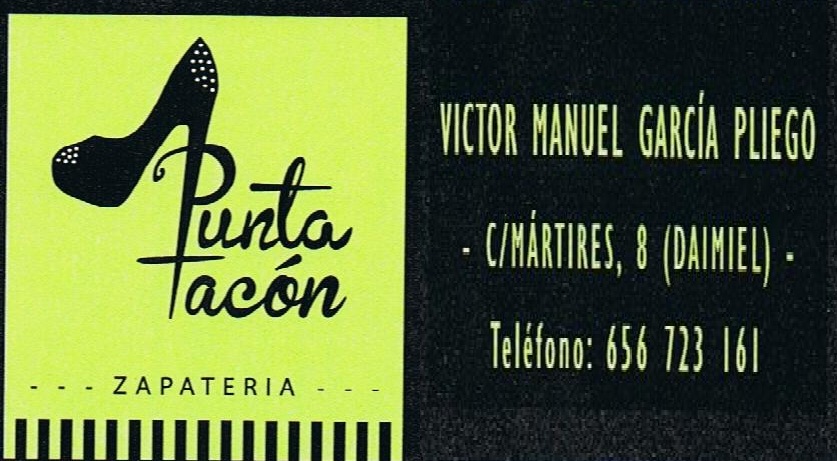 Punta
Tacón
- - - ZAPATERIA - - -
VICTOR MANUEL GARCÍA PLIEGO
- C/MÁRTIRES, 8 (DAIMIEL) -
Teléfono: 656 723 161